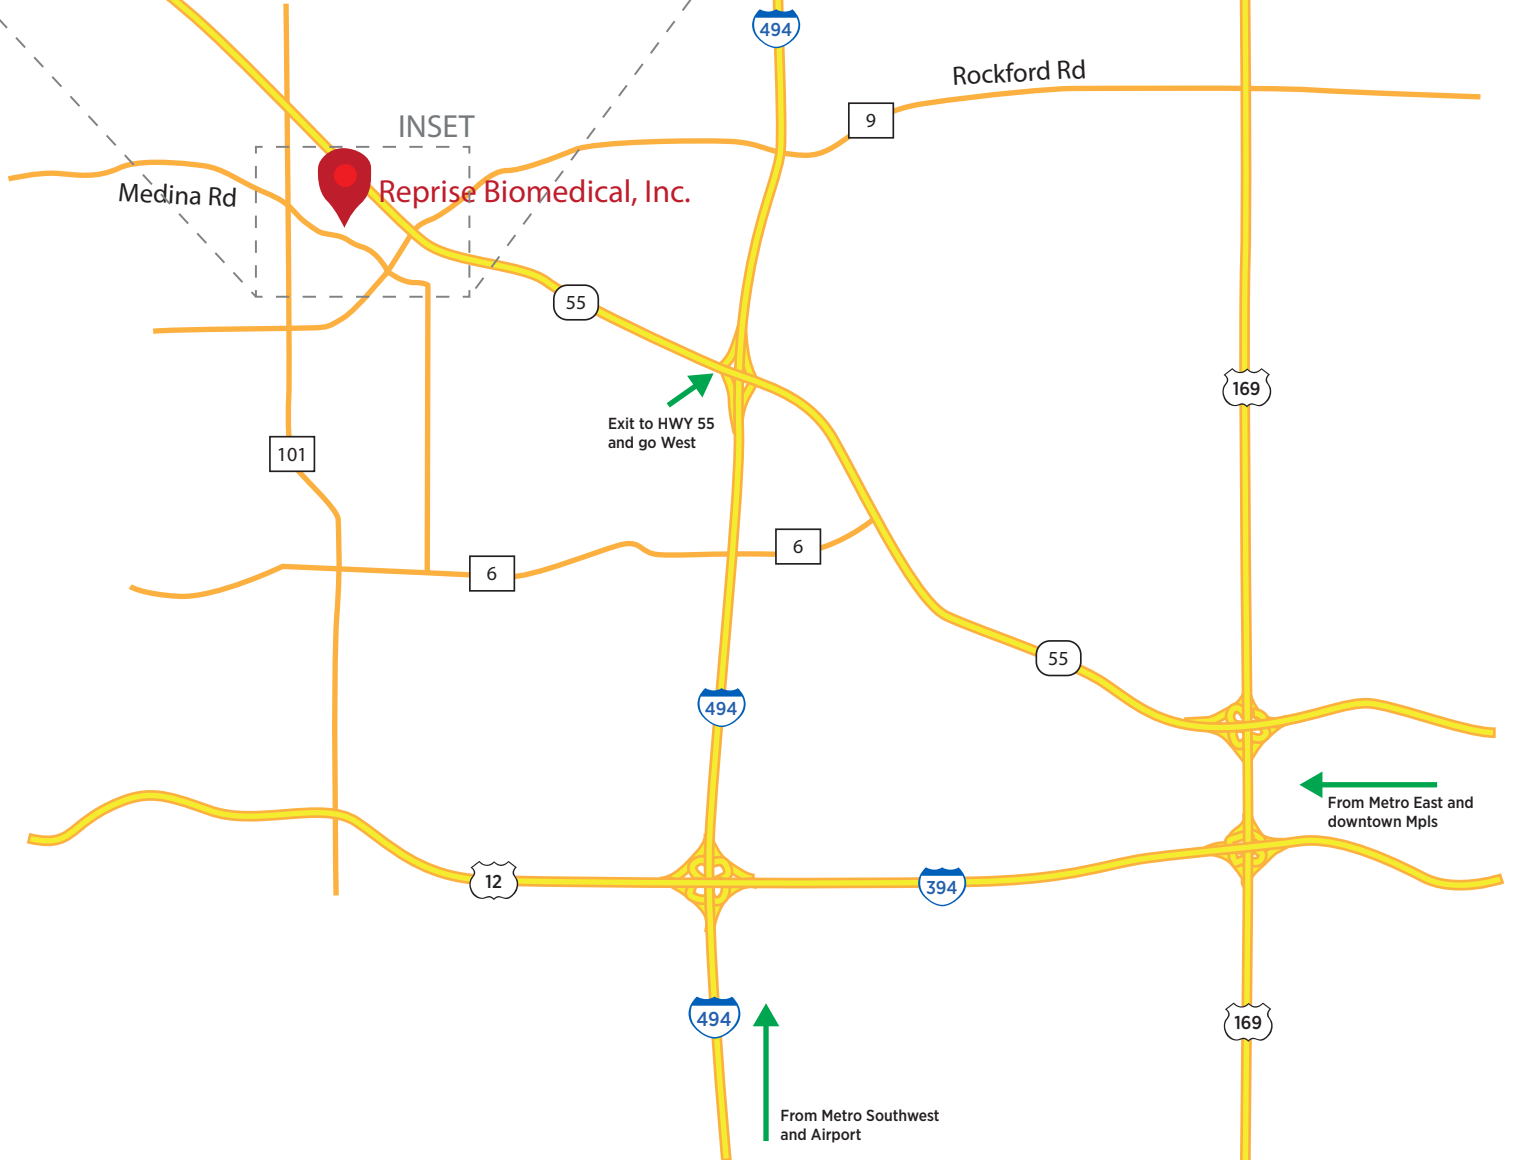 494
Rockford Rd
9
INSET
Medina Rd
Reprise Biomedical, Inc.
55
169
Exit to HWY 55
and go West
101
6
6
55
494
From Metro East and
downtown Mpls
12
394
494
169
From Metro Southwest
and Airport